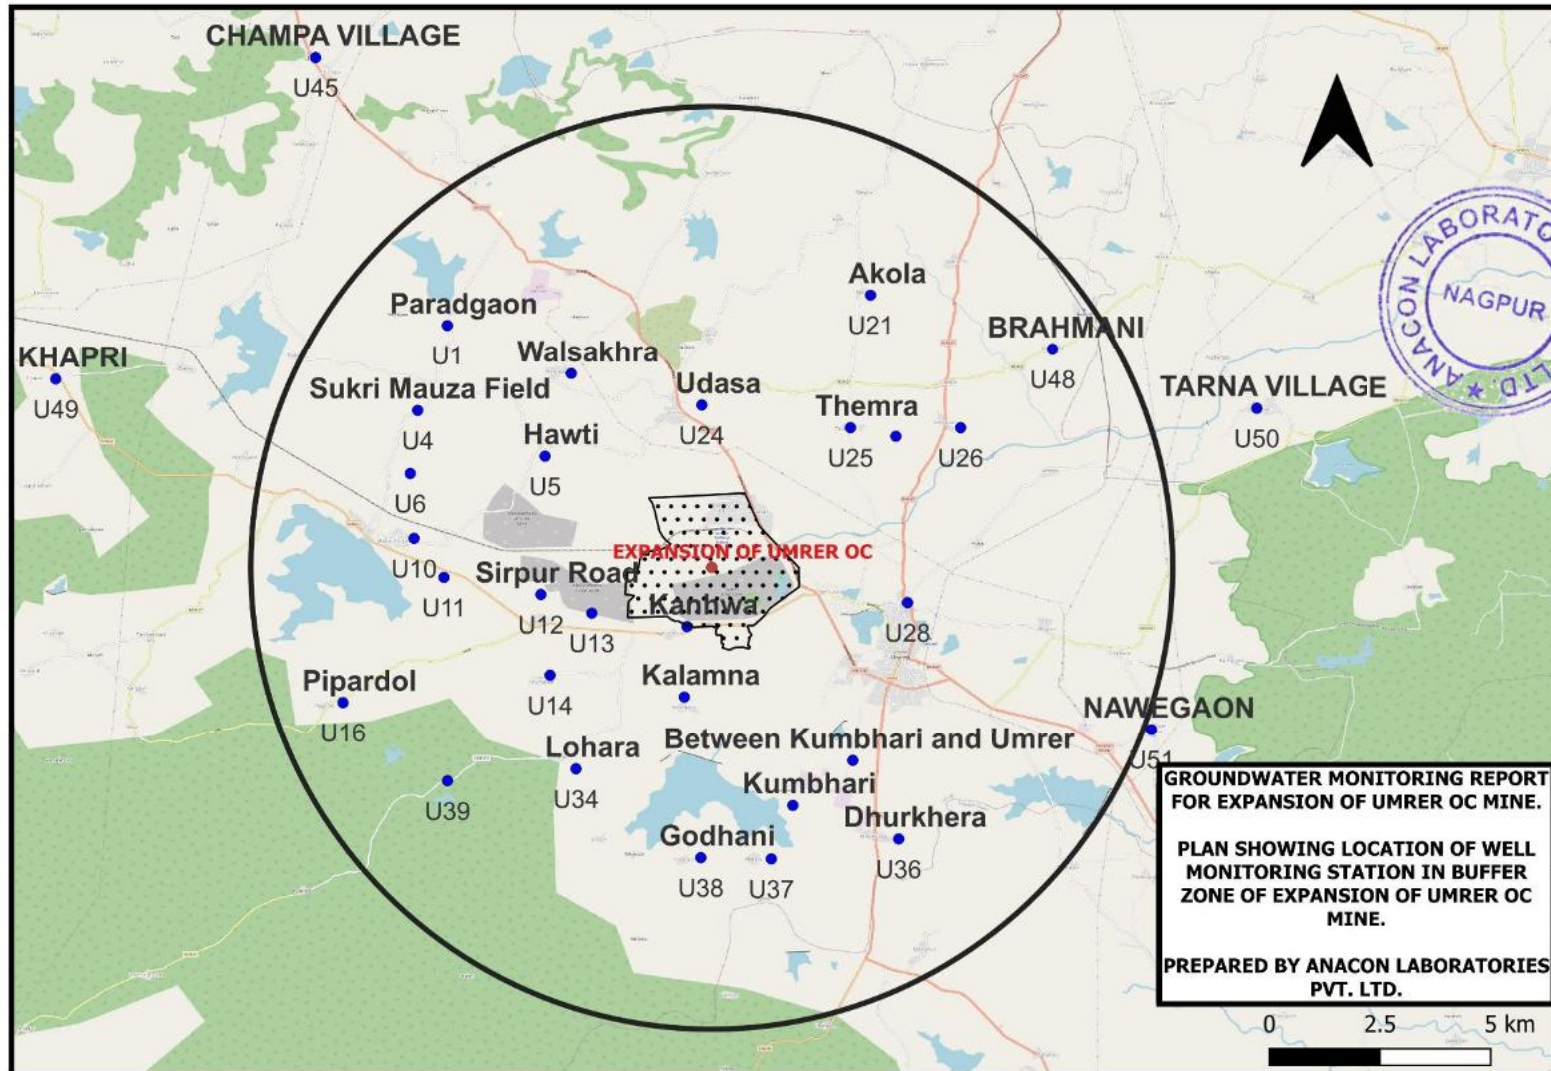 CHAMPA VILLAGE
U45
Akola
U21
Paradgaon
U1
BRAHMANI
U48
KHAPRI
U49
Walsakhra
Sukri Mauza Field
U4
Udasa
U24
Themra
U25
U26
TARNA VILLAGE
U50
Hawti
U5
U6
EXPANSION OF UMRER OC
U10
U11
Sirpur Road
U12
U13
U28
Kalamna
Pipardol
U16
U14
NAWEGAON
U51
Lohara
U34
Between Kumbhari and Umrer
U39
Kumbhari
Dhurkhera
U36
Godhani
U38
U37
ANACON LABORATO
LTD.
NAGPUR
GROUNDWATER MONITORING REPORT
FOR EXPANSION OF UMRER OC MINE.
PLAN SHOWING LOCATION OF WELL
MONITORING STATION IN BUFFER
ZONE OF EXPANSION OF UMRER OC
MINE.
PREPARED BY ANACON LABORATORIES
PVT. LTD.
0 2.5 5 km